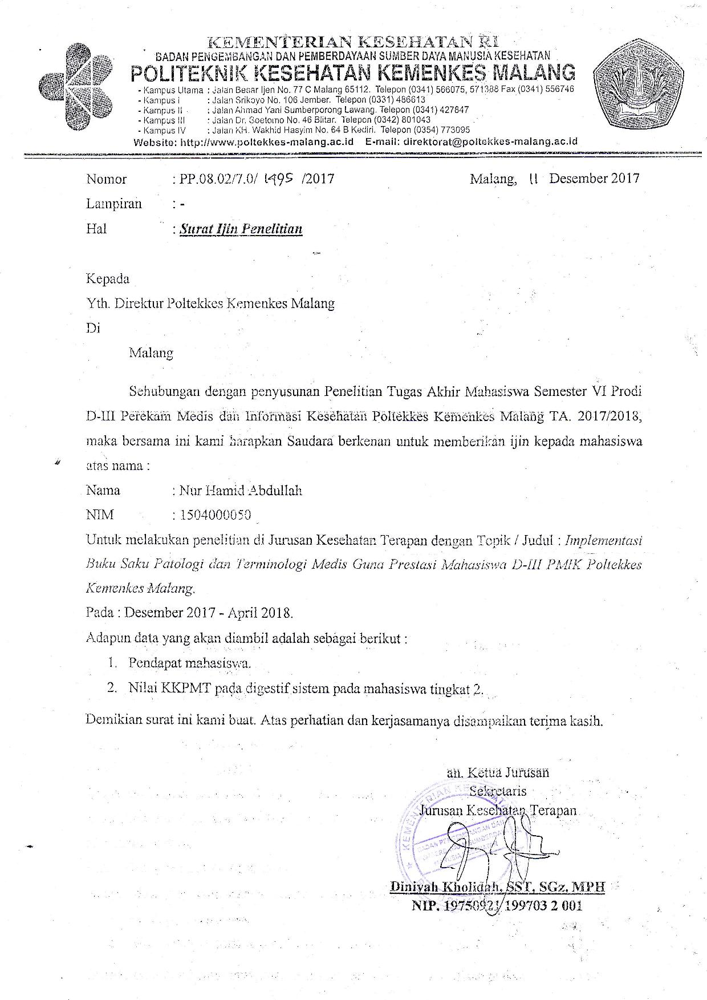 KEMENTERIAN KESEHATAN RI
BADAN PENGEMBANGAN DAN PEMBERDAYAAN SUMBER DAYA MANUSIA KESEHATAN
POLITEKNIK KESEHATAN KEMENKES MALANG
- Kampus Utama : Jalan Besar Ijen No. 77 C Malang 65112. Telepon (0341) 566075, 571388 Fax (0341) 556746
- Kampus I : Jalan Srikoyo No. 106 Jember. Telepon (0331) 486613
- Kampus II : Jalan Ahmad Yani Sumberporong Lawang. Telepon (0341) 427847
- Kampus III : Jalan Dr. Soetomo No. 46 Blitar. Telepon (0342) 801043
- Kampus IV : Jalan KH. Wakhid Hasyim No. 64 B Kediri. Telepon (0354) 773095
Website: http://www.poltekkes-malang.ac.id E-mail: direktorat@poltekkes-malang.ac.id
Nomor : PP.08.02/7.0/ 1495 /2017 Malang, 11 Desember 2017
Lampiran : -
Hal : Surat Ijin Penelitian
Kepada
Yth. Direktur Poltekkes Kemenkes Malang
Di
Malang
Sehubungan dengan penyusunan Penelitian Tugas Akhir Mahasiswa Semester VI Prodi
D-III Perekam Medis dan Informasi Kesehatan Poltekkes Kemenkes Malang TA. 2017/2018,
maka bersama ini kami harapkan Saudara berkenan untuk memberikan ijin kepada mahasiswa
atas nama :
Nama : Nur Hamid Abdullah
NIM : 1504000050
Untuk melakukan penelitian di Jurusan Kesehatan Terapan dengan Topik / Judul : Implementasi
Buku Saku Patologi dan Terminologi Medis Guna Prestasi Mahasiswa D-III PMIK Poltekkes
Kemenkes Malang.
Pada : Desember 2017 - April 2018.
Adapun data yang akan diambil adalah sebagai berikut :
1. Pendapat mahasiswa.
2. Nilai KKPMT pada digestif sistem pada mahasiswa tingkat 2.
Demikian surat ini kami buat. Atas perhatian dan kerjasamanya disampaikan terima kasih.
an. Ketua Jurusan
Sekretaris
Jurusan Kesehatan Terapan
Diniyah Kholidah, SST, SGz, MPH
NIP. 19750921 199703 2 001